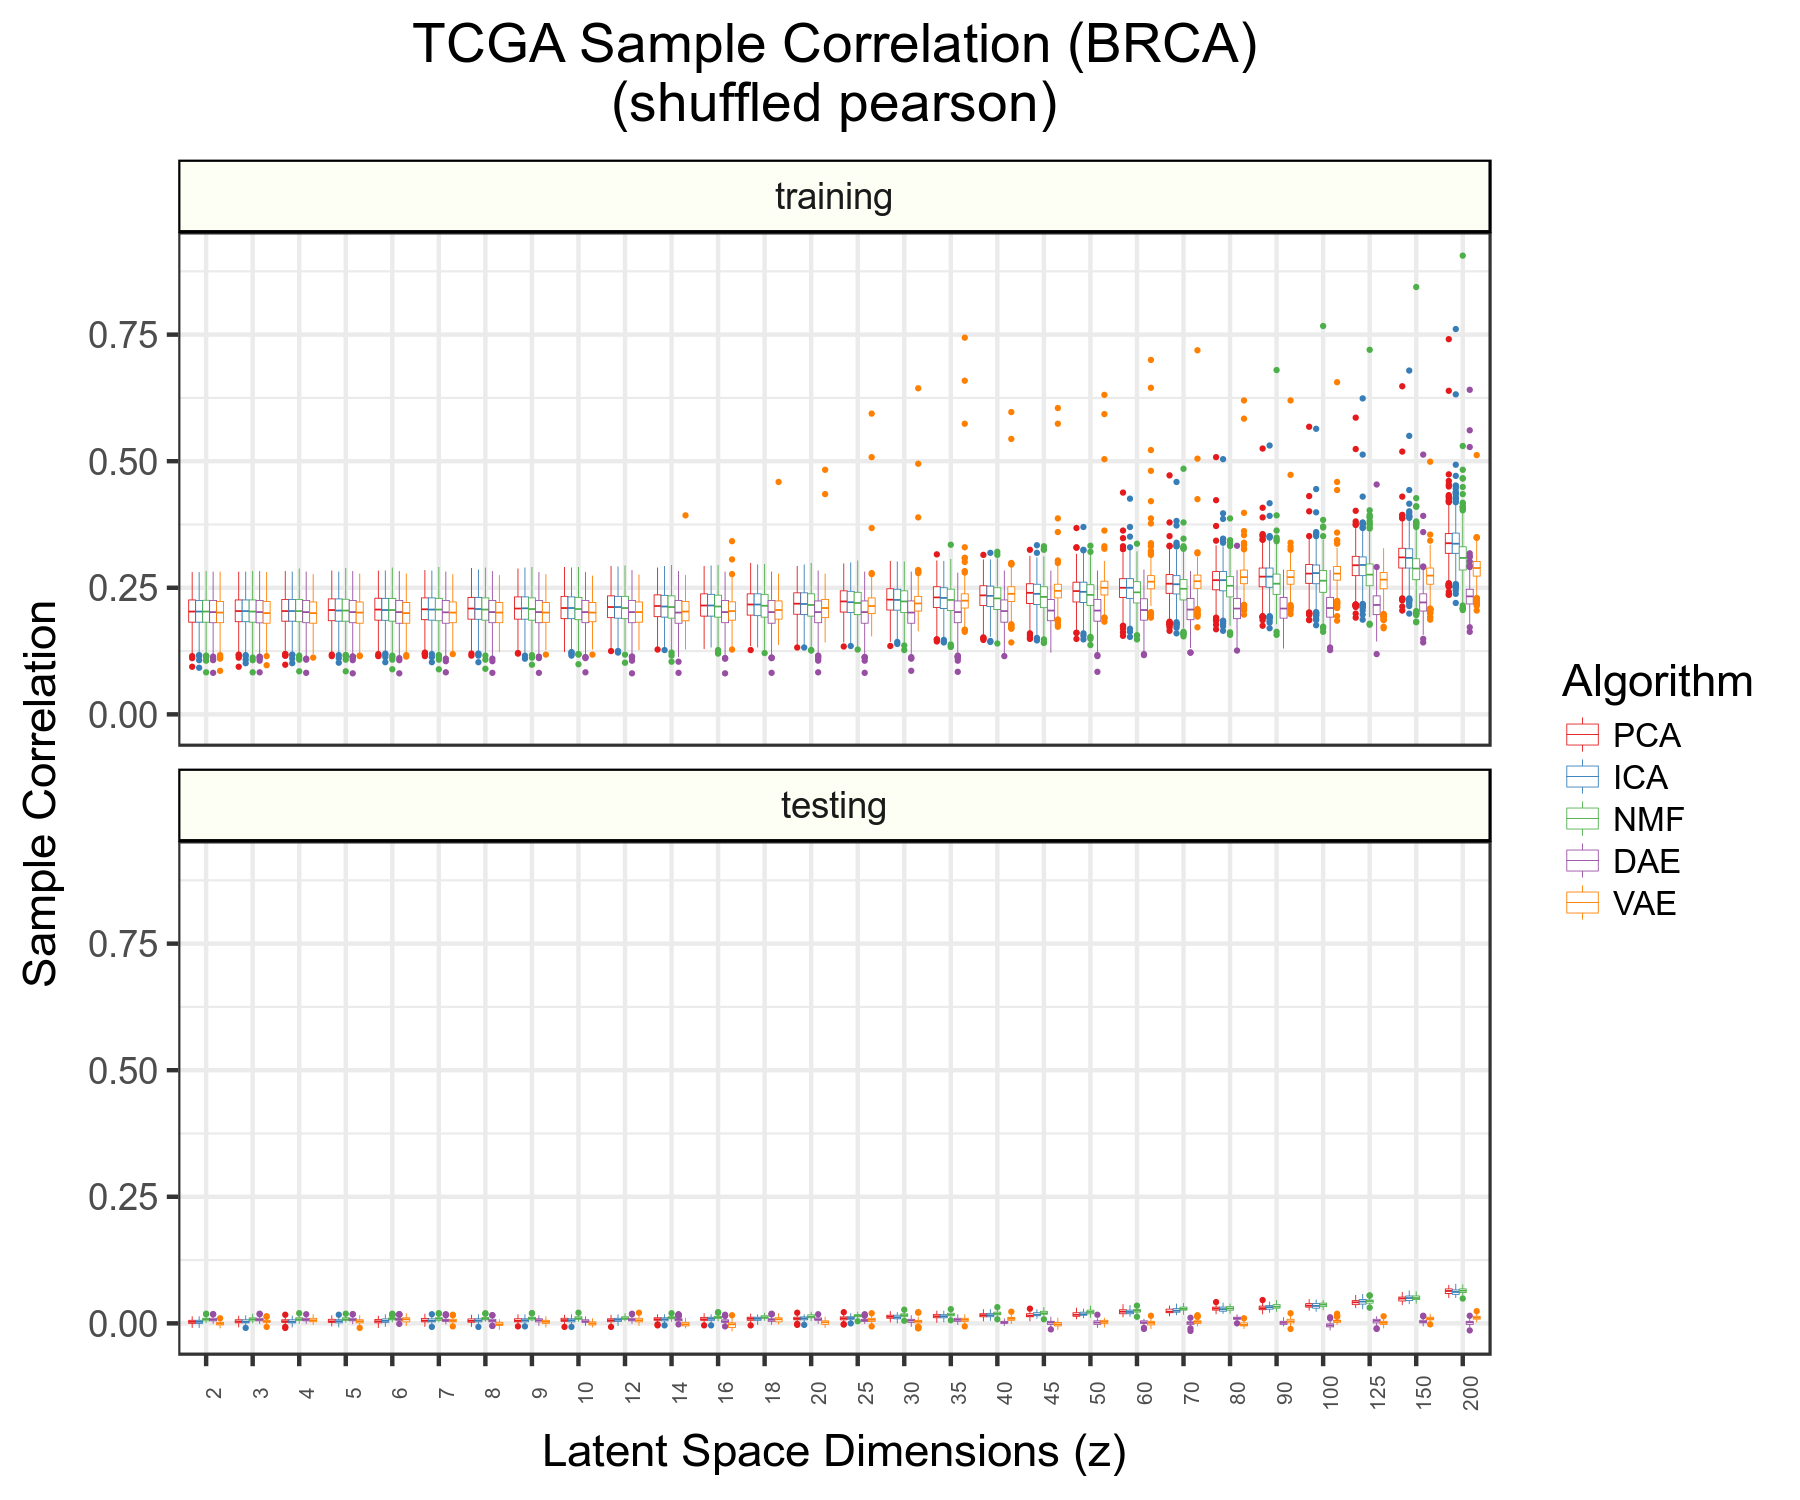 TCGA Sample Correlation (BRCA)
(shuffled pearson)
training
0.75
0.50
0.25
0.00
testing
0.75
0.50
0.25
0.00
2 3 4 5 6 7 8 9 10 12 14 16 18 20 25 30 35 40 45 50 60 70 80 90 100 125 150 200
Latent Space Dimensions (z)
Sample Correlation
Algorithm
PCA
ICA
NMF
DAE
VAE